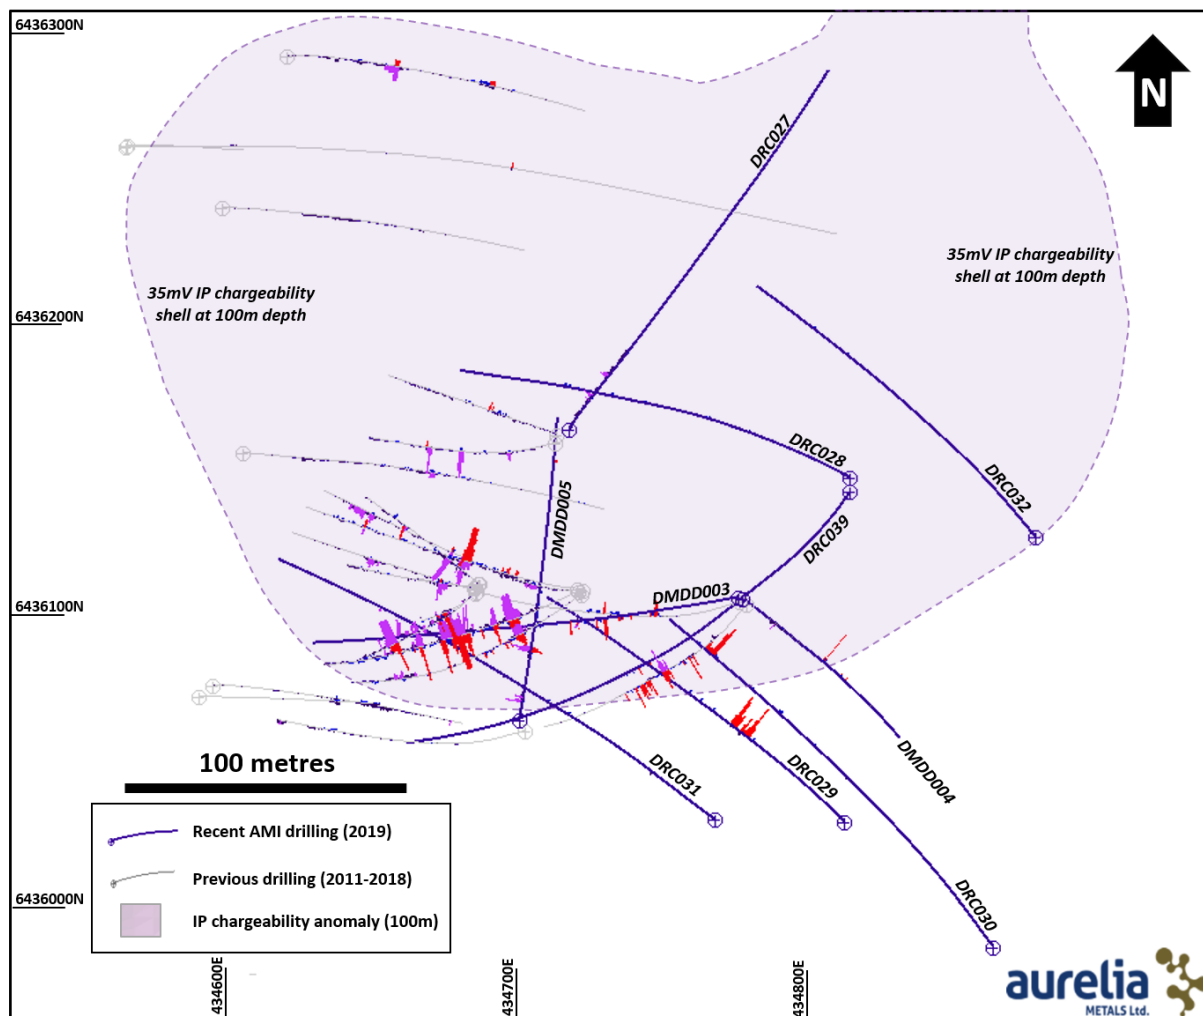 6436300N
N
DRC027
35mV IP chargeability
shell at 100m depth
35mV IP chargeability
shell at 100m depth
6436200N
DRC028
DRC032
DMDD005
DRC039
DMDD003
6436100N
DMDD004
DRC031
DRC029
100 metres
Recent AMI drilling (2019)
Previous drilling (2011-2018)
IP chargeability anomaly (100m)
DRC030
6436000N
434600E
434700E
434800E
aurelia
METALS Ltd.